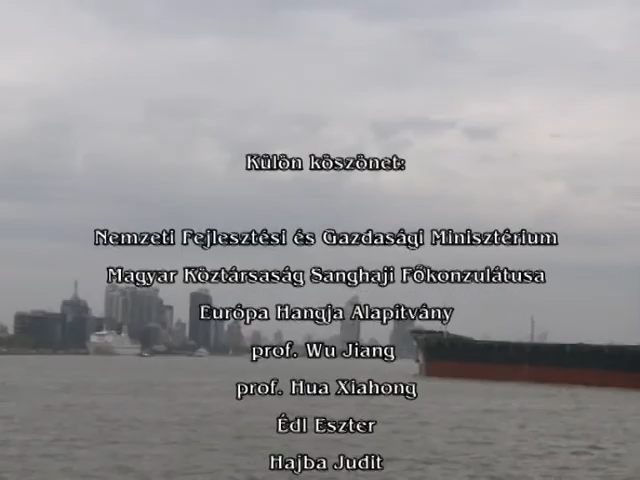 Külön köszönet:
Nemzeti Fejlesztési és Gazdasági Minisztérium
Magyar Köztársaság Sanghaji Főkonzulátusa
Európa Hangja Alapítvány
prof. Wu Jiang
prof. Hua Xiahong
Édl Eszter
Hajba Judit